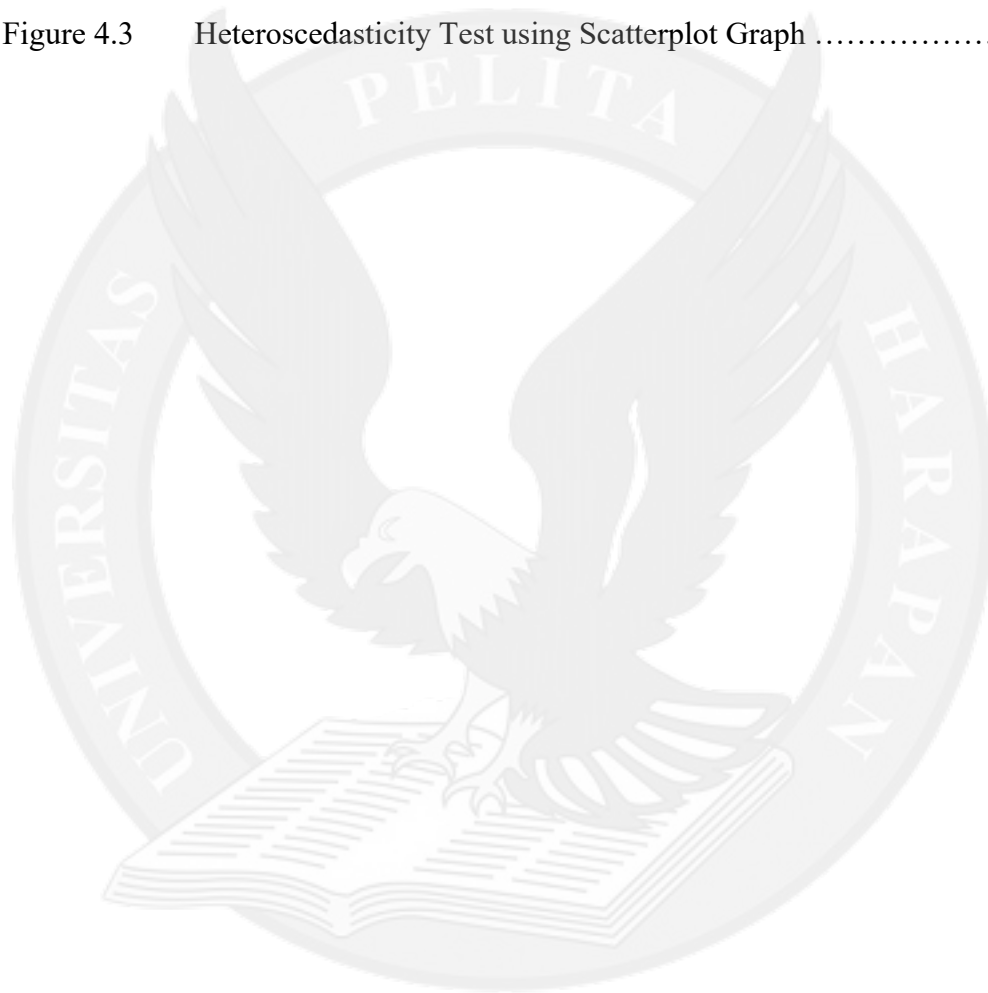 Figure 4.3 Heteroscedasticity Test using Scatterplot Graph ………………
UNIVERSITAS PELITA HARAPAN